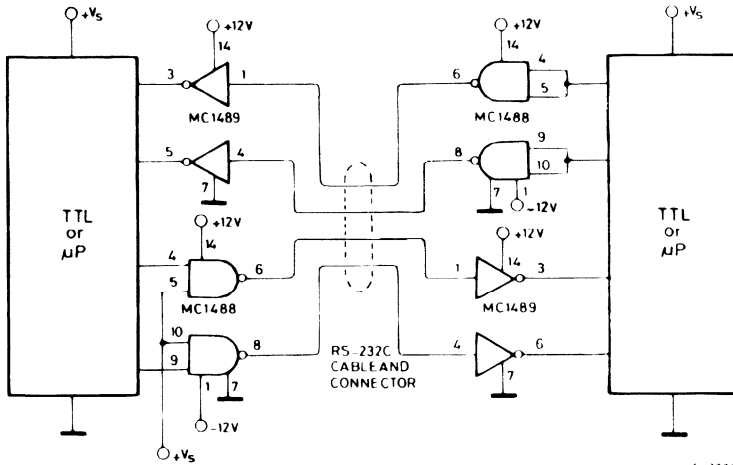 +Vs
+12V
14
3
1
MC1489
5
4
7
+12V
14
4
5
6
MC1488
10
9
8
1
7
-12V
+Vs
TTL
or
μP
RS-232C
CABLE AND
CONNECTOR
+12V
14
6
4
5
MC1488
8
9
10
7
1
-12V
+12V
14
1
3
MC1489
4
6
7
+Vs
TTL
or
μP